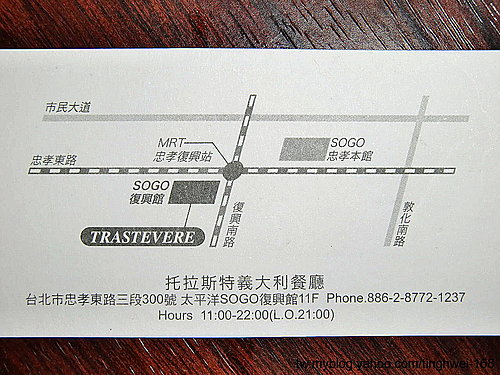 市民大道
MRT
忠孝復興站
SOGO
忠孝本館
忠孝東路
SOGO
復興館
復興南路
敦化南路
TRASTEVERE
托拉斯特義大利餐廳
台北市忠孝東路三段300號 太平洋SOGO復興館11F Phone.886-2-8772-1237
Hours 11:00-22:00(L.O.21:00)